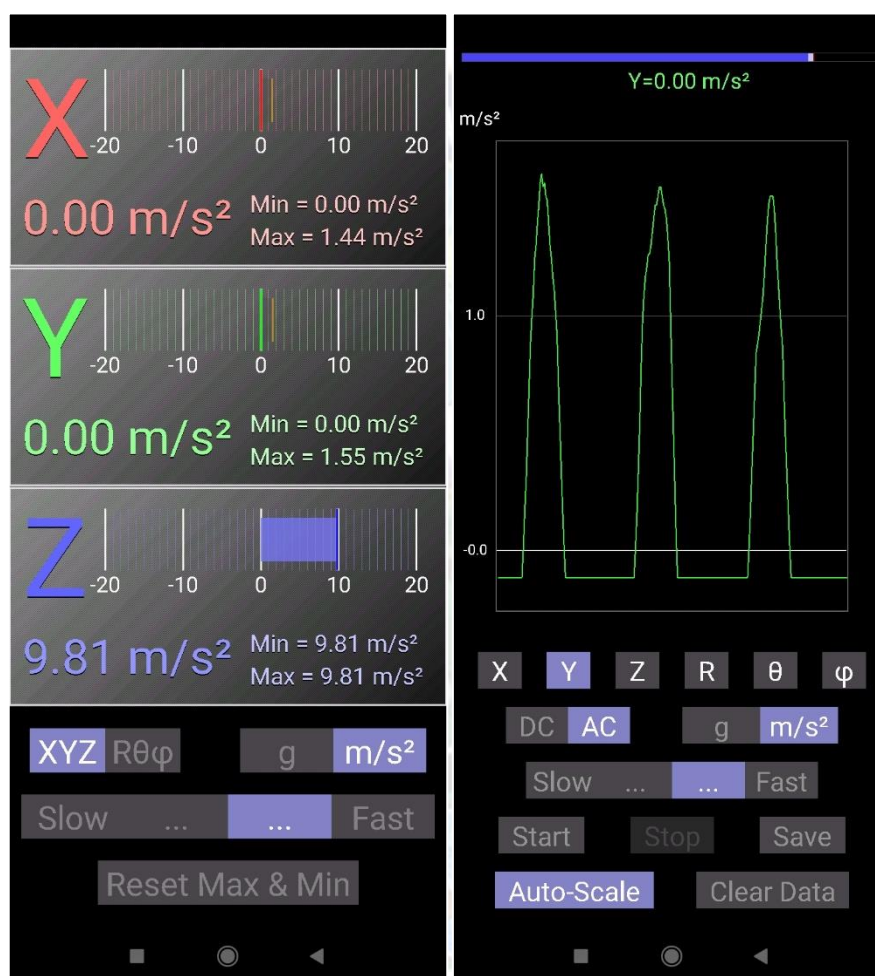 X
-20 -10 0 10 20
0.00 m/s²
Min = 0.00 m/s²
Max = 1.44 m/s²
Y
-20 -10 0 10 20
0.00 m/s²
Min = 0.00 m/s²
Max = 1.55 m/s²
Z
-20 -10 0 10 20
9.81 m/s²
Min = 9.81 m/s²
Max = 9.81 m/s²
XYZ Rθφ g m/s²
Slow ... ... Fast
Reset Max & Min
Y=0.00 m/s²
m/s²
1.0
-0.0
X Y Z R θ φ
DC AC g m/s²
Slow ... ... Fast
Start Stop Save
Auto-Scale Clear Data